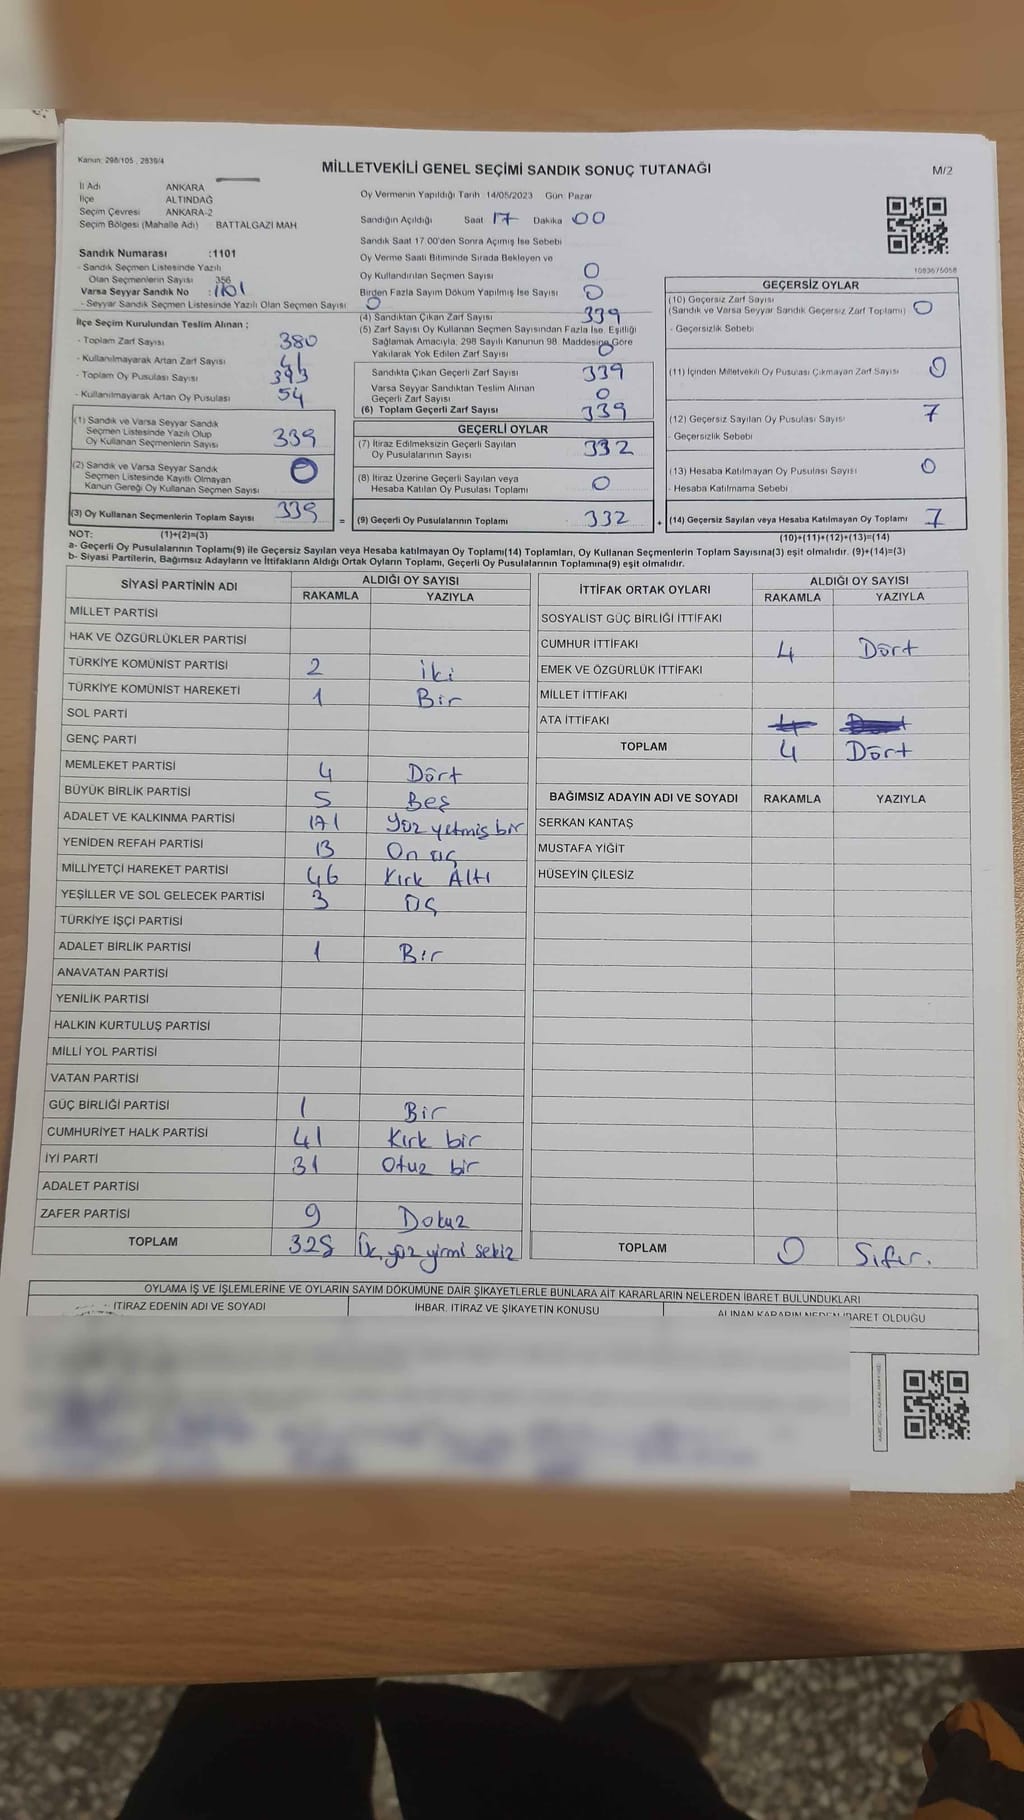 Kanun: 298/105 , 2839/4
MİLLETVEKİLİ GENEL SEÇİMİ SANDIK SONUÇ TUTANAĞI
M/2
İl Adı ANKARA
İlçe ALTINDAĞ
Seçim Çevresi ANKARA-2
Seçim Bölgesi (Mahalle Adı) BATTALGAZI MAH
Oy Vermenin Yapıldığı Tarih 14/05/2023 Gün Pazar
Sandığın Açıldığı Saat 17 Dakika 00
Sandık Saat 17.00'den Sonra Açımış İse Sebebi
Oy Verme Saati Bitiminde Sırada Bekleyen ve
Oy Kullandırılan Seçmen Sayısı 0
Birden Fazla Sayım Döküm Yapılmış İse Sayısı 0
1093675058
Sandık Numarası :1101
- Sandık Seçmen Listesinde Yazılı
Olan Seçmenlerin Sayısı 356
Varsa Seyyar Sandık No : 1101
- Seyyar Sandık Seçmen Listesinde Yazılı Olan Seçmen Sayısı 0
İlçe Seçim Kurulundan Teslim Alınan ;
- Toplam Zarf Sayısı 380
- Kullanılmayarak Artan Zarf Sayısı 41
- Toplam Oy Pusulası Sayısı 393
- Kullanılmayarak Artan Oy Pusulası 54
(1) Sandık ve Varsa Seyyar Sandık
Seçmen Listesinde Yazılı Olup
Oy Kullanan Seçmenlerin Sayısı 339
(2) Sandık ve Varsa Seyyar Sandık
Seçmen Listesinde Kayıtlı Olmayan
Kanun Gereği Oy Kullanan Seçmen Sayısı 0
(3) Oy Kullanan Seçmenlerin Toplam Sayısı 339
(4) Sandıktan Çıkan Zarf Sayısı 339
(5) Zarf Sayısı Oy Kullanan Seçmen Sayısından Fazla İse, Eşitliği
Sağlamak Amacıyla; 298 Sayılı Kanunun 98. Maddesine Göre
Yakılarak Yok Edilen Zarf Sayısı 0
Sandıkta Çıkan Geçerli Zarf Sayısı 339
Varsa Seyyar Sandıktan Teslim Alınan
Geçerli Zarf Sayısı 0
(6) Toplam Geçerli Zarf Sayısı 339
GEÇERLİ OYLAR
(7) İtiraz Edilmeksizin Geçerli Sayılan
Oy Pusulalarının Sayısı 332
(8) İtiraz Üzerine Geçerli Sayılan veya
Hesaba Katılan Oy Pusulası Toplamı 0
= (9) Geçerli Oy Pusulalarının Toplamı 332
GEÇERSİZ OYLAR
(10) Geçersiz Zarf Sayısı
(Sandık ve Varsa Seyyar Sandık Geçersiz Zarf Toplamı) 0
- Geçersizlik Sebebi
(11) İçinden Milletvekili Oy Pusulası Çıkmayan Zarf Sayısı 0
(12) Geçersiz Sayılan Oy Pusulası Sayısı 7
- Geçersizlik Sebebi
(13) Hesaba Katılmayan Oy Pusulası Sayısı 0
- Hesaba Katılmama Sebebi
+ (14) Geçersiz Sayılan veya Hesaba Katılmayan Oy Toplamı 7
NOT: (1)+(2)=(3)
(10)+(11)+(12)+(13)=(14)
a- Geçerli Oy Pusulalarının Toplamı(9) ile Geçersiz Sayılan veya Hesaba katılmayan Oy Toplamı(14) Toplamları, Oy Kullanan Seçmenlerin Toplam Sayısına(3) eşit olmalıdır. (9)+(14)=(3)
b- Siyasi Partilerin, Bağımsız Adayların ve İttifakların Aldığı Ortak Oyların Toplamı, Geçerli Oy Pusulalarının Toplamına(9) eşit olmalıdır.
SİYASİ PARTİNİN ADI ALDIĞI OY SAYISI
RAKAMLA YAZIYLA
MİLLET PARTİSİ
HAK VE ÖZGÜRLÜKLER PARTİSİ
TÜRKİYE KOMÜNİST PARTİSİ 2 iki
TÜRKİYE KOMÜNİST HAREKETİ 1 Bir
SOL PARTİ
GENÇ PARTİ
MEMLEKET PARTİSİ 4 Dört
BÜYÜK BİRLİK PARTİSİ 5 Beş
ADALET VE KALKINMA PARTİSİ 171 Yüz yetmiş bir
YENİDEN REFAH PARTİSİ 13 On üç
MİLLİYETÇİ HAREKET PARTİSİ 46 Kırk Altı
YEŞİLLER VE SOL GELECEK PARTİSİ 3 Üç
TÜRKİYE İŞÇİ PARTİSİ
ADALET BİRLİK PARTİSİ 1 Bir
ANAVATAN PARTİSİ
YENİLİK PARTİSİ
HALKIN KURTULUŞ PARTİSİ
MİLLİ YOL PARTİSİ
VATAN PARTİSİ
GÜÇ BİRLİĞİ PARTİSİ 1 Bir
CUMHURİYET HALK PARTİSİ 41 Kırk bir
İYİ PARTİ 31 Otuz bir
ADALET PARTİSİ
ZAFER PARTİSİ 9 Dokuz
TOPLAM 328 Üç yüz yirmi sekiz
İTTİFAK ORTAK OYLARI ALDIĞI OY SAYISI
RAKAMLA YAZIYLA
SOSYALIST GÜÇ BİRLİĞİ İTTİFAKI
CUMHUR İTTİFAKI 4 Dört
EMEK VE ÖZGÜRLÜK İTTİFAKI
MİLLET İTTİFAKI
ATA İTTİFAKI
TOPLAM 4 Dört
BAĞIMSIZ ADAYIN ADI VE SOYADI RAKAMLA YAZIYLA
SERKAN KANTAŞ
MUSTAFA YİĞİT
HÜSEYİN ÇİLESİZ
TOPLAM 0 Sıfır.
OYLAMA İŞ VE İŞLEMLERİNE VE OYLARIN SAYIM DÖKÜMÜNE DAİR ŞİKAYETLERLE BUNLARA AİT KARARLARIN NELERDEN İBARET BULUNDUKLARI
İTİRAZ EDENİN ADI VE SOYADI İHBAR, İTİRAZ VE ŞİKAYETİN KONUSU ALINAN KARARIN NEDEN İBARET OLDUĞU